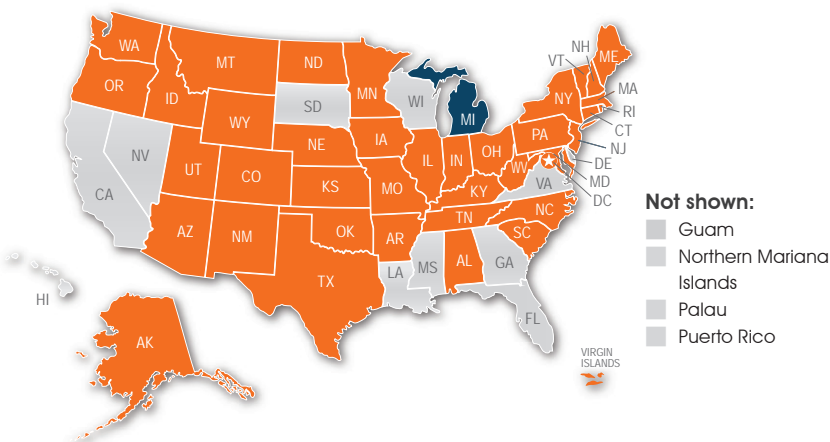 WA
MT
ND
MN
OR
ID
WY
SD
WI
MI
VT
NH
ME
NY
MA
RI
CT
NJ
PA
DE
MD
DC
NV
CA
UT
CO
NE
KS
IA
MO
IL
IN
OH
WV
VA
KY
NC
TN
SC
AZ
NM
OK
AR
TX
LA
MS
AL
GA
FL
HI
AK
VIRGIN
ISLANDS
Not shown:
Guam
Northern Mariana
Islands
Palau
Puerto Rico